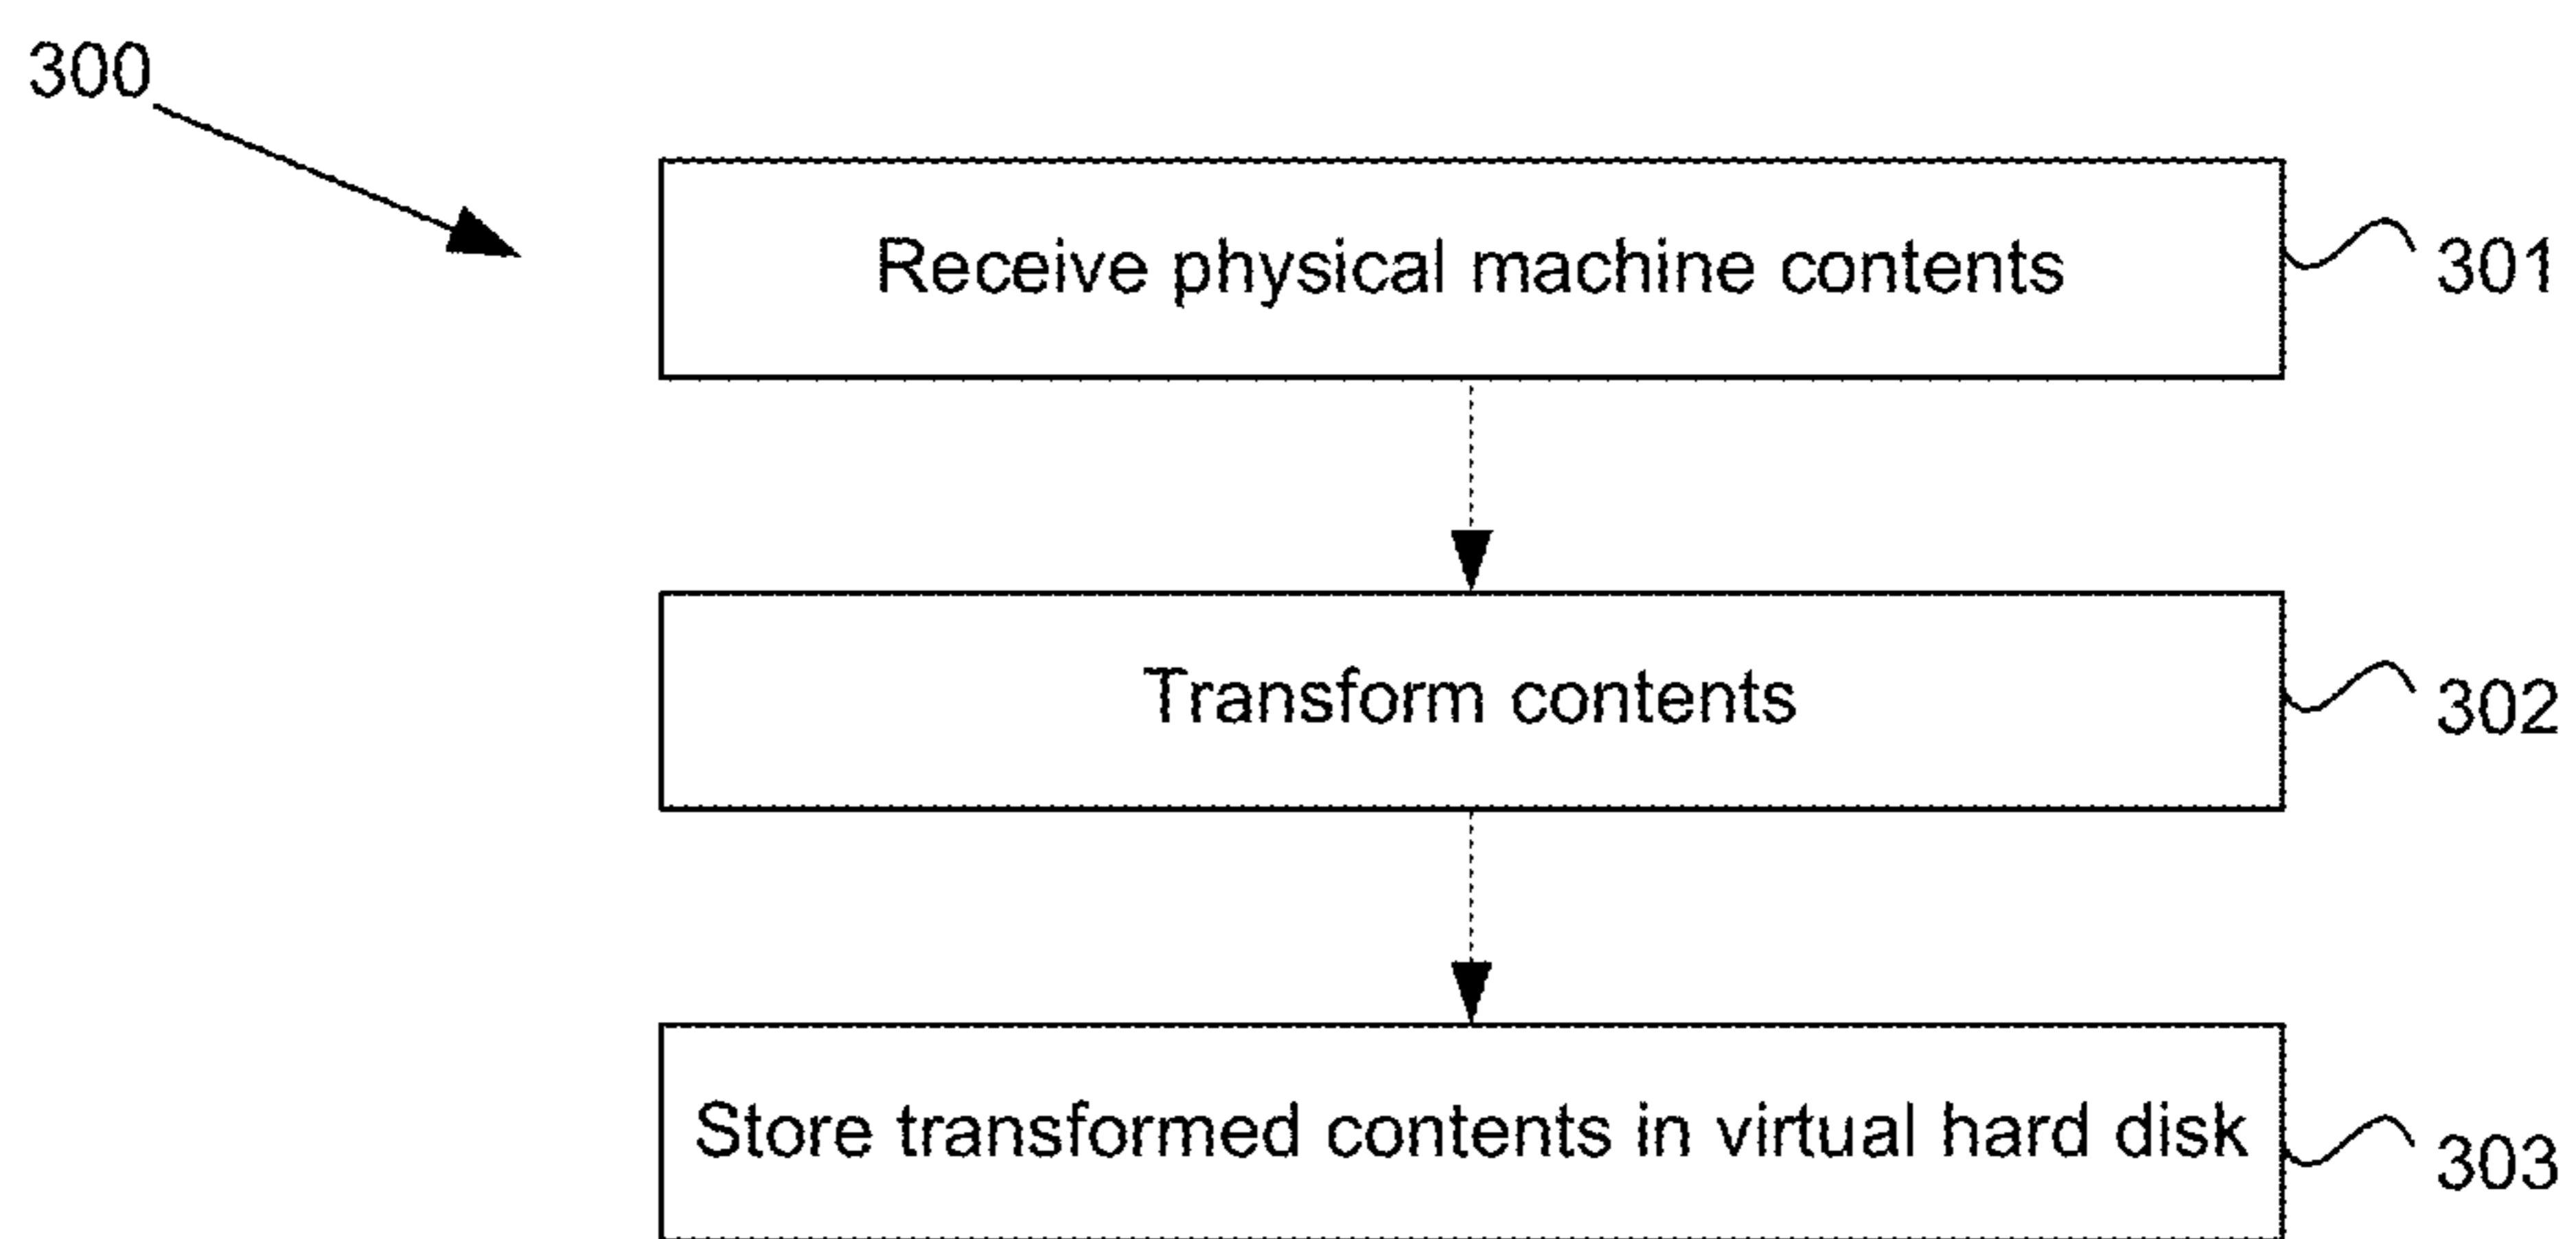 300
Receive physical machine contents
301
Transform contents
302
Store transformed contents in virtual hard disk
303